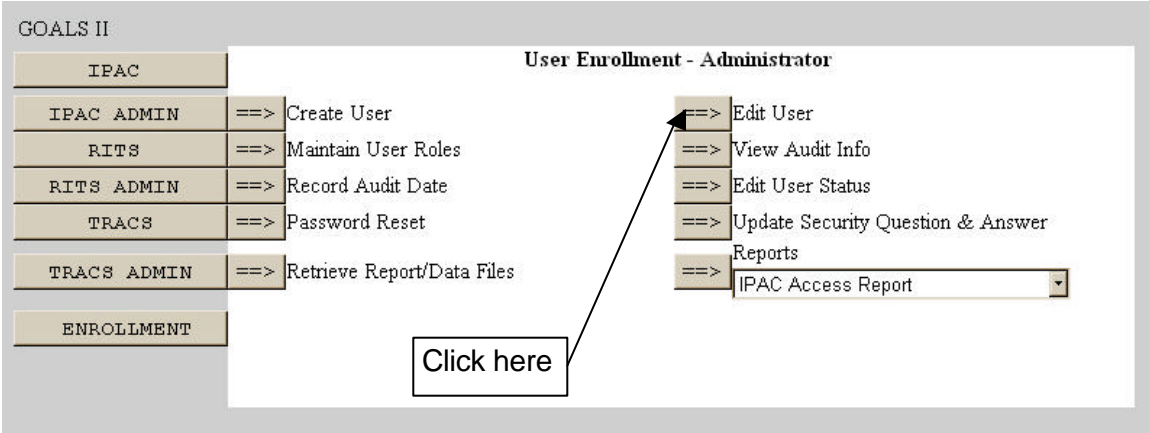 GOALS II
User Enrollment - Administrator
IPAC
IPAC ADMIN ==> Create User ==> Edit User
RITS ==> Maintain User Roles ==> View Audit Info
RITS ADMIN ==> Record Audit Date ==> Edit User Status
TRACS ==> Password Reset ==> Update Security Question & Answer
Reports
TRACS ADMIN ==> Retrieve Report/Data Files ==> IPAC Access Report
ENROLLMENT
Click here